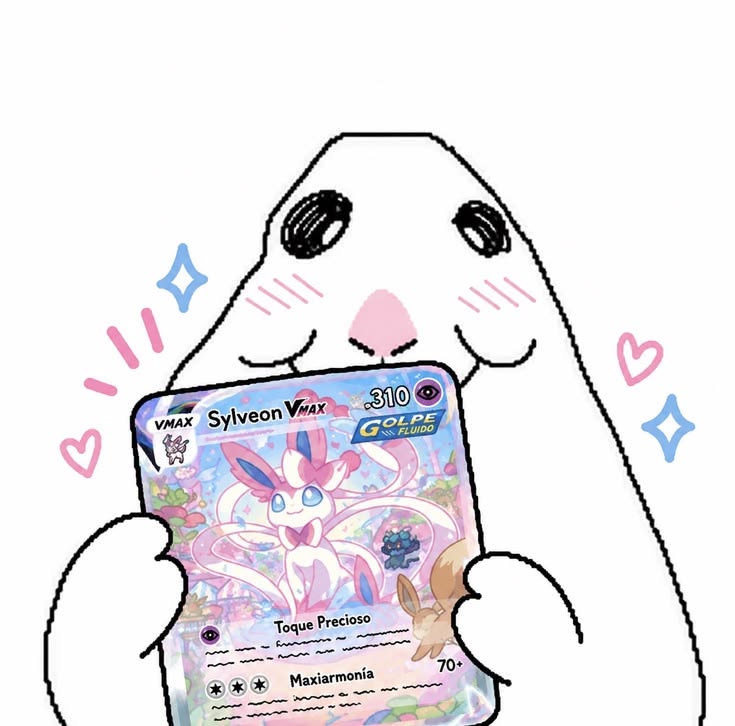 VMAX Sylveon VMAX .310
GOLPE
FLUIDO
Toque Precioso
Maxiarmonía 70+